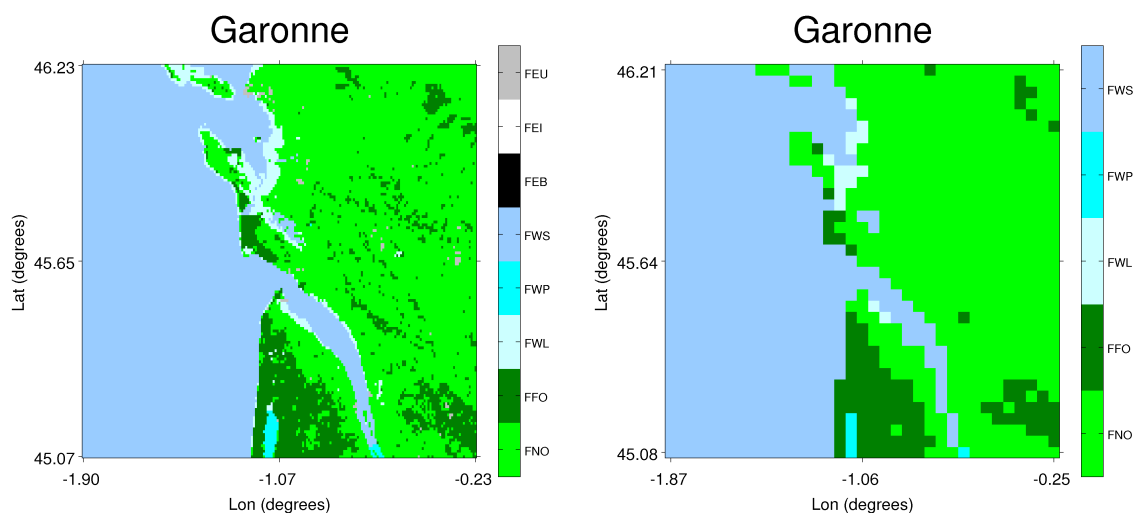 Garonne
46.23
45.65
45.07
Lat (degrees)
-1.90
-1.07
-0.23
Lon (degrees)
FEU
FEI
FEB
FWS
FWP
FWL
FFO
FNO
Garonne
46.21
45.64
45.08
Lat (degrees)
-1.87
-1.06
-0.25
Lon (degrees)
FWS
FWP
FWL
FFO
FNO